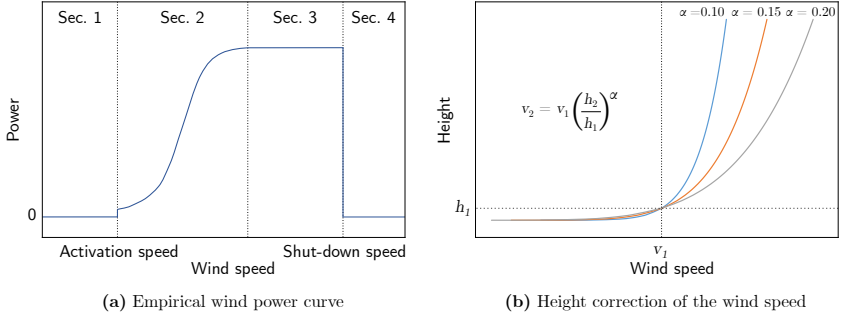 Sec. 1 Sec. 2 Sec. 3 Sec. 4
Power
0
Activation speed Shut-down speed
Wind speed
(a) Empirical wind power curve
α =0.10 α = 0.15 α = 0.20
v₂ = v₁(h₂/h₁)^α
Height
h₁
v₁
Wind speed
(b) Height correction of the wind speed